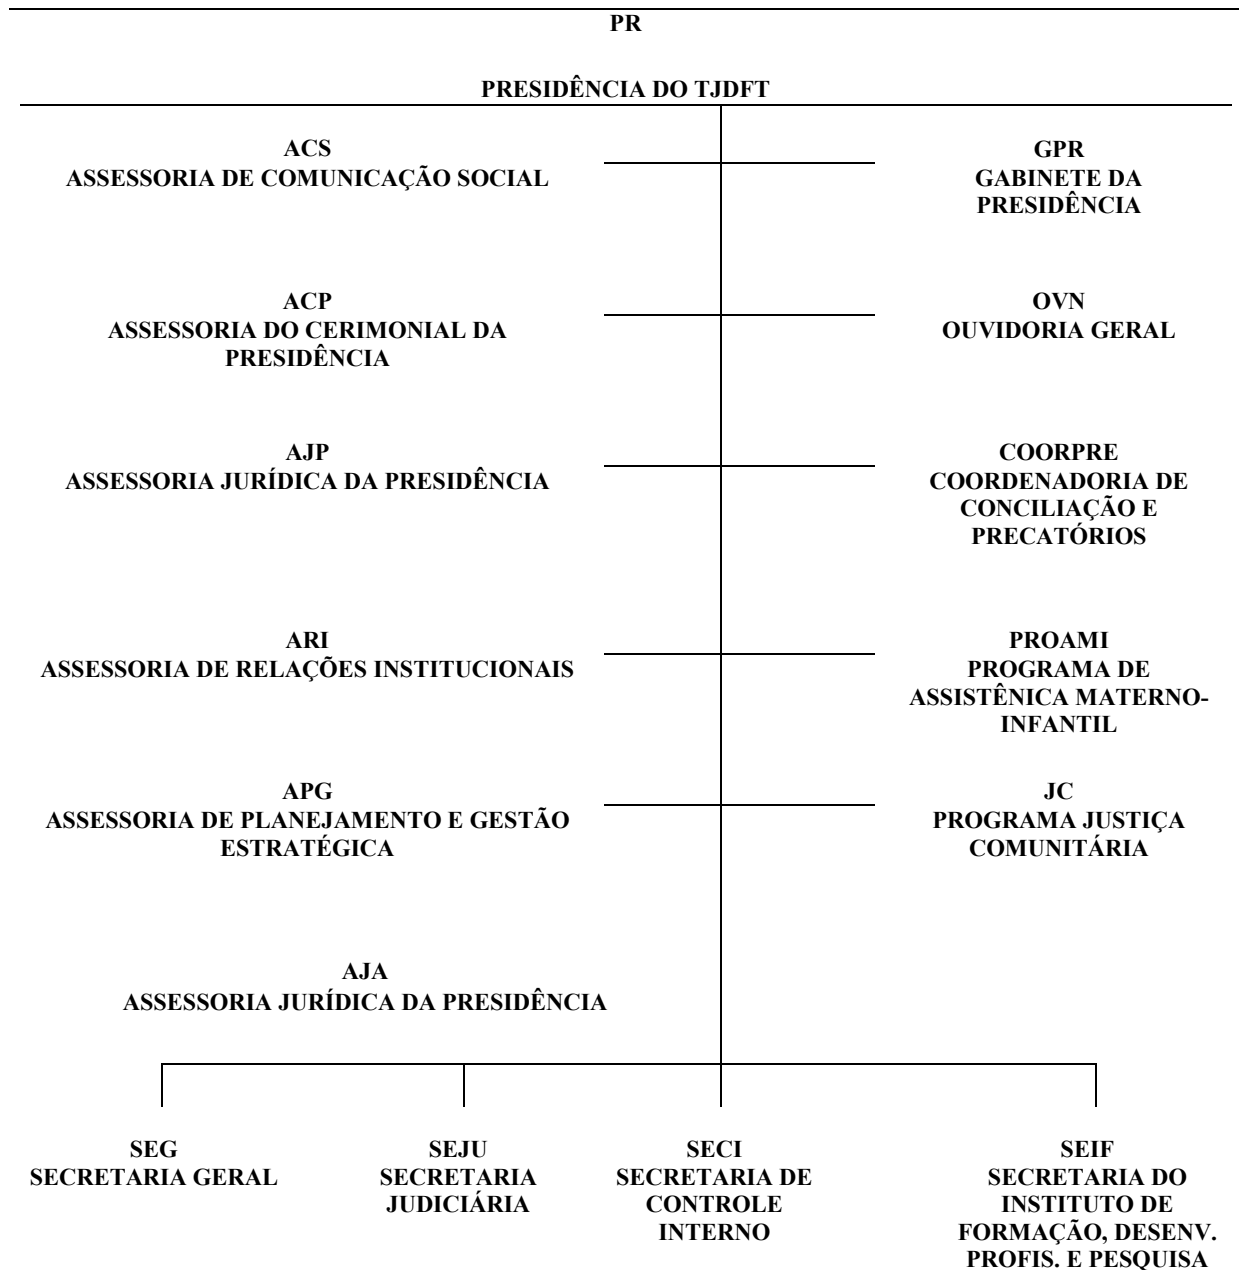 PR
PRESIDÊNCIA DO TJDFT
ACS
ASSESSORIA DE COMUNICAÇÃO SOCIAL
GPR
GABINETE DA
PRESIDÊNCIA
ACP
ASSESSORIA DO CERIMONIAL DA
PRESIDÊNCIA
OVN
OUVIDORIA GERAL
AJP
ASSESSORIA JURÍDICA DA PRESIDÊNCIA
COORPRE
COORDENADORIA DE
CONCILIAÇÃO E
PRECATÓRIOS
ARI
ASSESSORIA DE RELAÇÕES INSTITUCIONAIS
PROAMI
PROGRAMA DE
ASSISTÊNICA MATERNO-
INFANTIL
APG
ASSESSORIA DE PLANEJAMENTO E GESTÃO
ESTRATÉGICA
JC
PROGRAMA JUSTIÇA
COMUNITÁRIA
AJA
ASSESSORIA JURÍDICA DA PRESIDÊNCIA
SEG
SECRETARIA GERAL
SEJU
SECRETARIA
JUDICIÁRIA
SECI
SECRETARIA DE
CONTROLE
INTERNO
SEIF
SECRETARIA DO
INSTITUTO DE
FORMAÇÃO, DESENV.
PROFIS. E PESQUISA